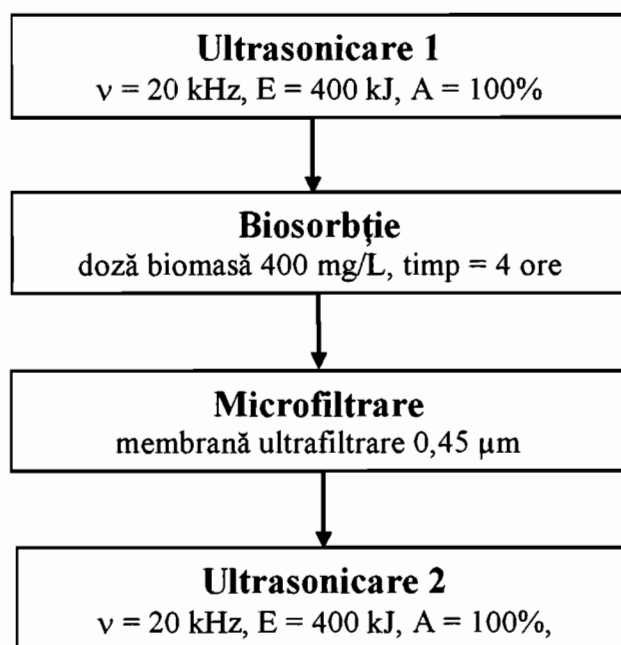 Ultrasonicare 1
ν = 20 kHz, E = 400 kJ, A = 100%
Biosorbție
doză biomasă 400 mg/L, timp = 4 ore
Microfiltrare
membrană ultrafiltrare 0,45 µm
Ultrasonicare 2
ν = 20 kHz, E = 400 kJ, A = 100%,